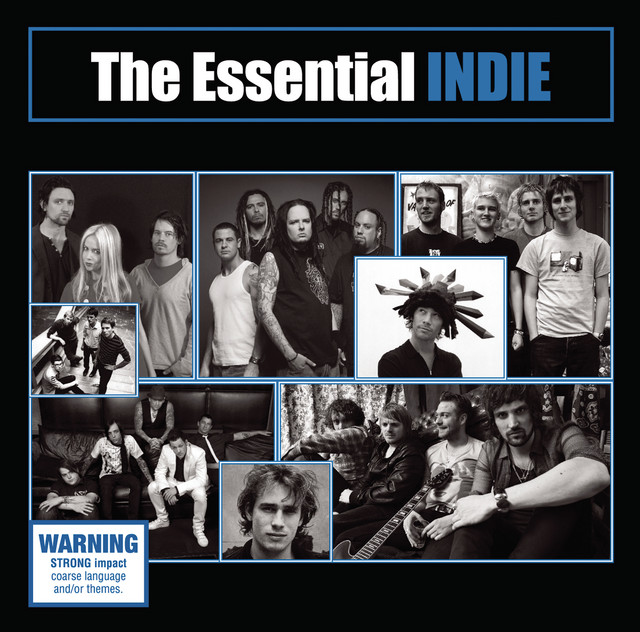 The Essential INDIE
WARNING
STRONG impact
coarse language
and/or themes.